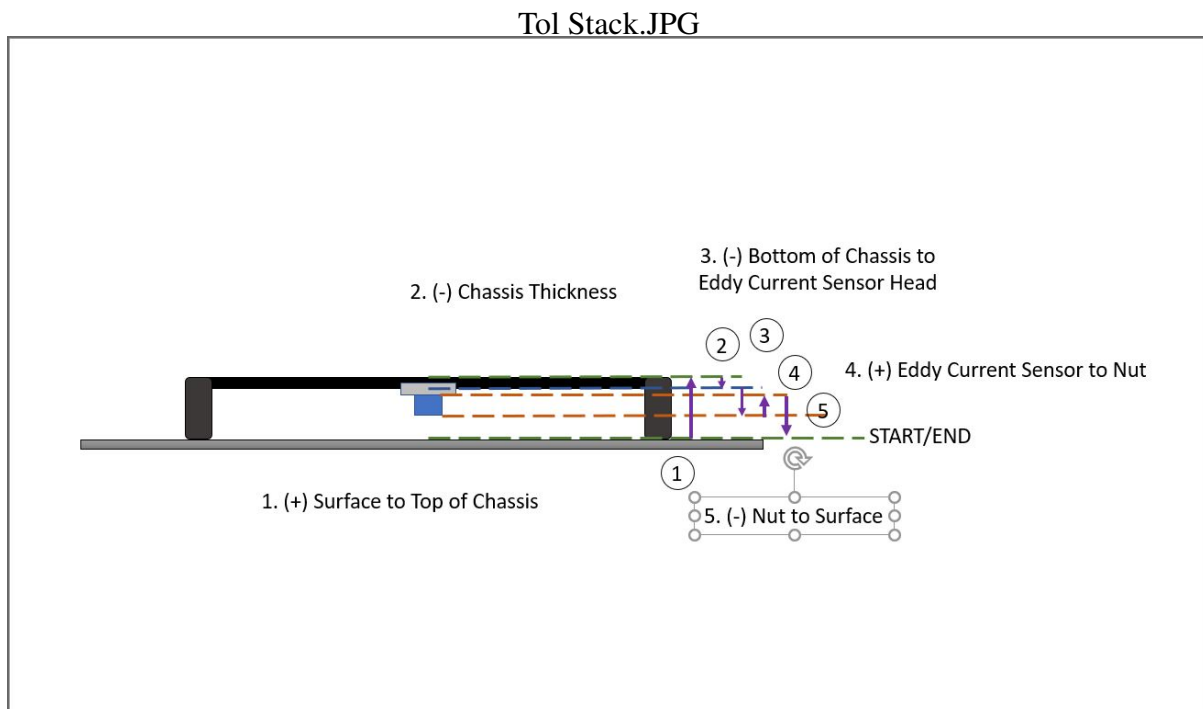 Tol Stack.JPG
3. (-) Bottom of Chassis to
Eddy Current Sensor Head
2. (-) Chassis Thickness
3
2
4
4. (+) Eddy Current Sensor to Nut
5
START/END
1
1. (+) Surface to Top of Chassis
5. (-) Nut to Surface